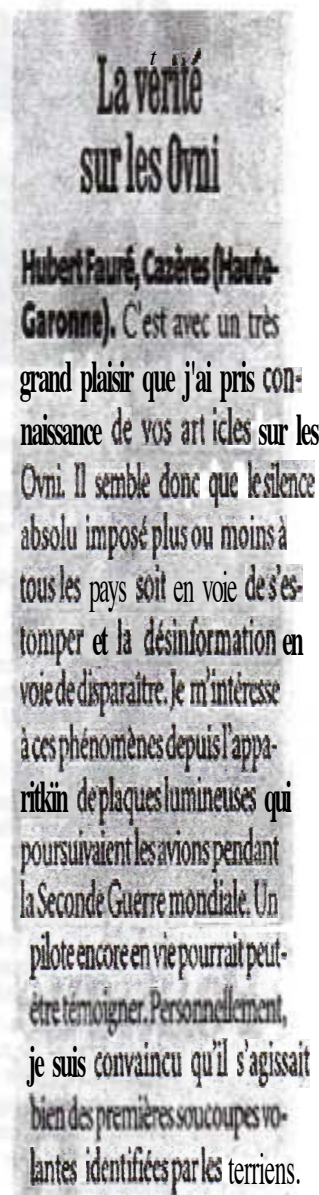 La vérité
sur les Ovni
Hubert Fauré, Cazères (Haute-
Garonne). C'est avec un très
grand plaisir que j'ai pris con-
naissance de vos art icles sur les
Ovni. Il semble donc que le silence
absolu imposé plus ou moins à
tous les pays soit en voie de s'es-
tomper et la désinformation en
voie de disparaître. Je m'intéresse
à ces phénomènes depuis l'appa-
ritkïn de plaques lumineuses qui
poursuivaient les avions pendant
la Seconde Guerre mondiale. Un
pilote encore en vie pourrait peut-
être témoigner. Personnellement,
je suis convaincu qu'il s'agissait
bien des premières soucoupes vo-
lantes identifiées par les terriens.